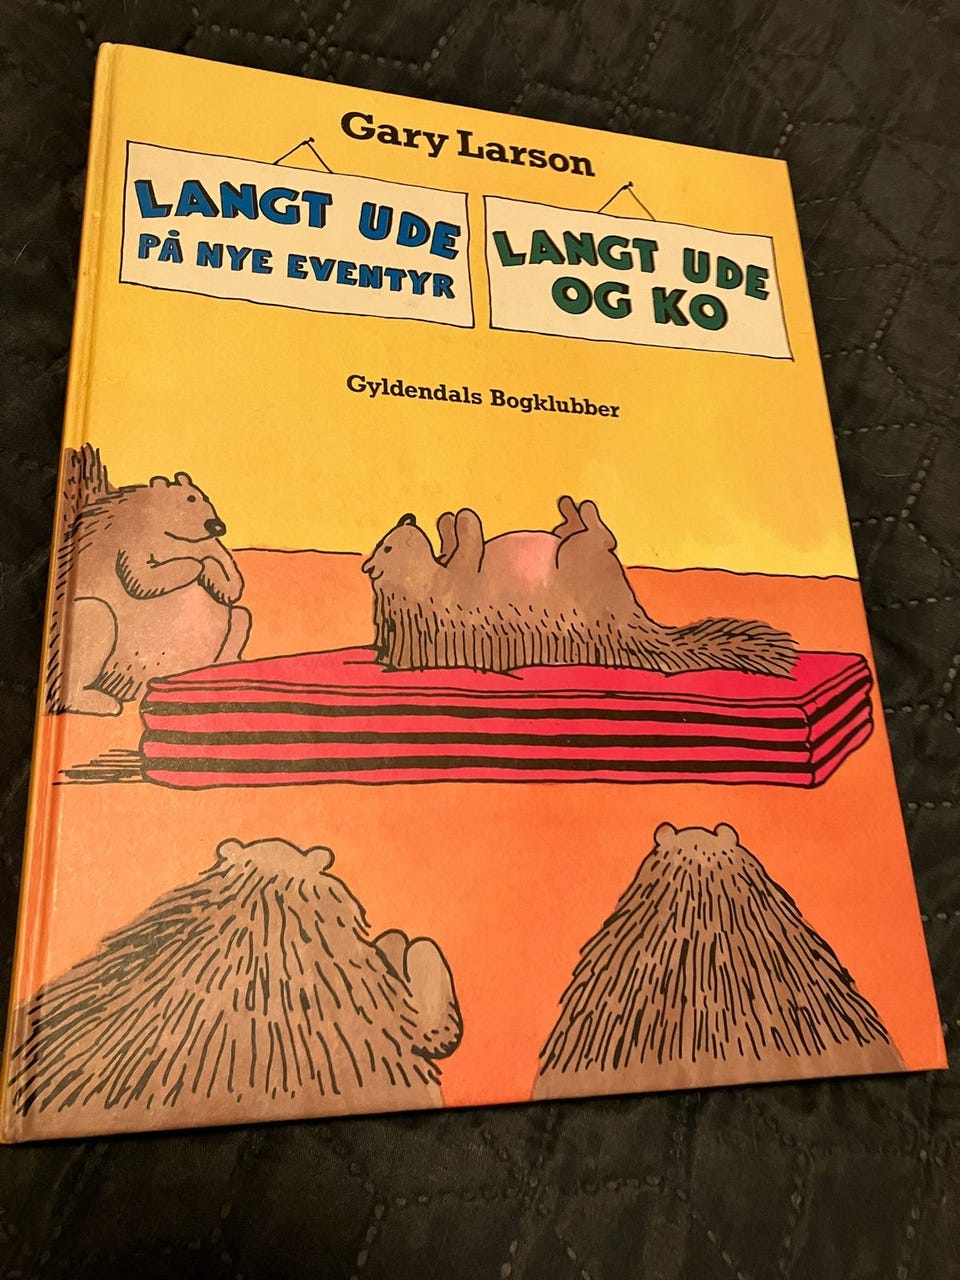 Gary Larson
LANGT UDE
PÅ NYE EVENTYR
LANGT UDE
OG KO
Gyldendals Bogklubber